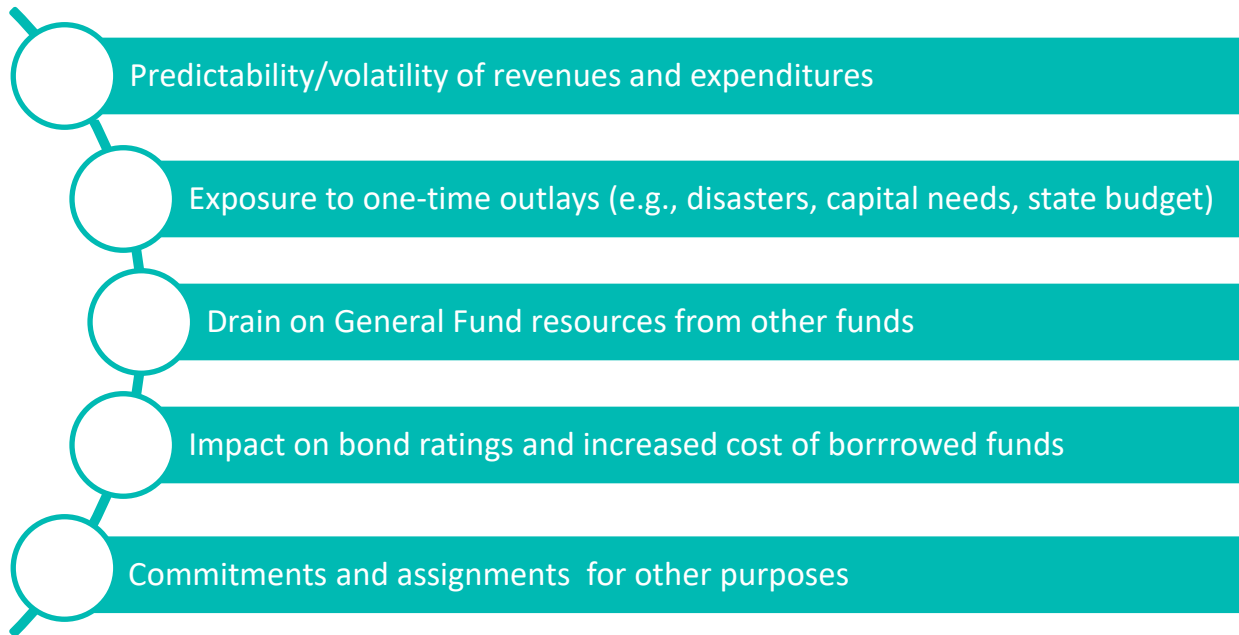 Predictability/volatility of revenues and expenditures
Exposure to one-time outlays (e.g., disasters, capital needs, state budget)
Drain on General Fund resources from other funds
Impact on bond ratings and increased cost of borrrowed funds
Commitments and assignments  for other purposes